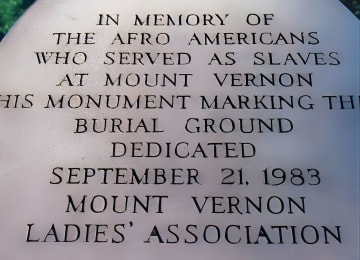 IN MEMORY OF
THE AFRO AMERICANS
WHO SERVED AS SLAVES
AT MOUNT VERNON
HIS MONUMENT MARKING TH
BURIAL GROUND
DEDICATED
SEPTEMBER 21, 1983
MOUNT VERNON
LADIES' ASSOCIATION